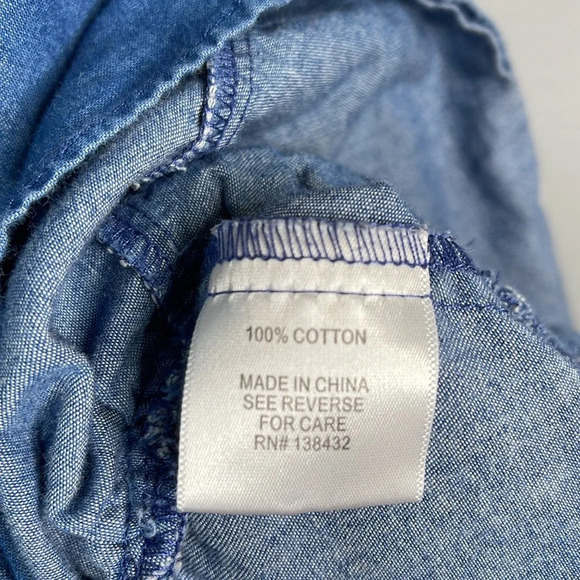 100% COTTON
MADE IN CHINA
SEE REVERSE
FOR CARE
RN# 138432